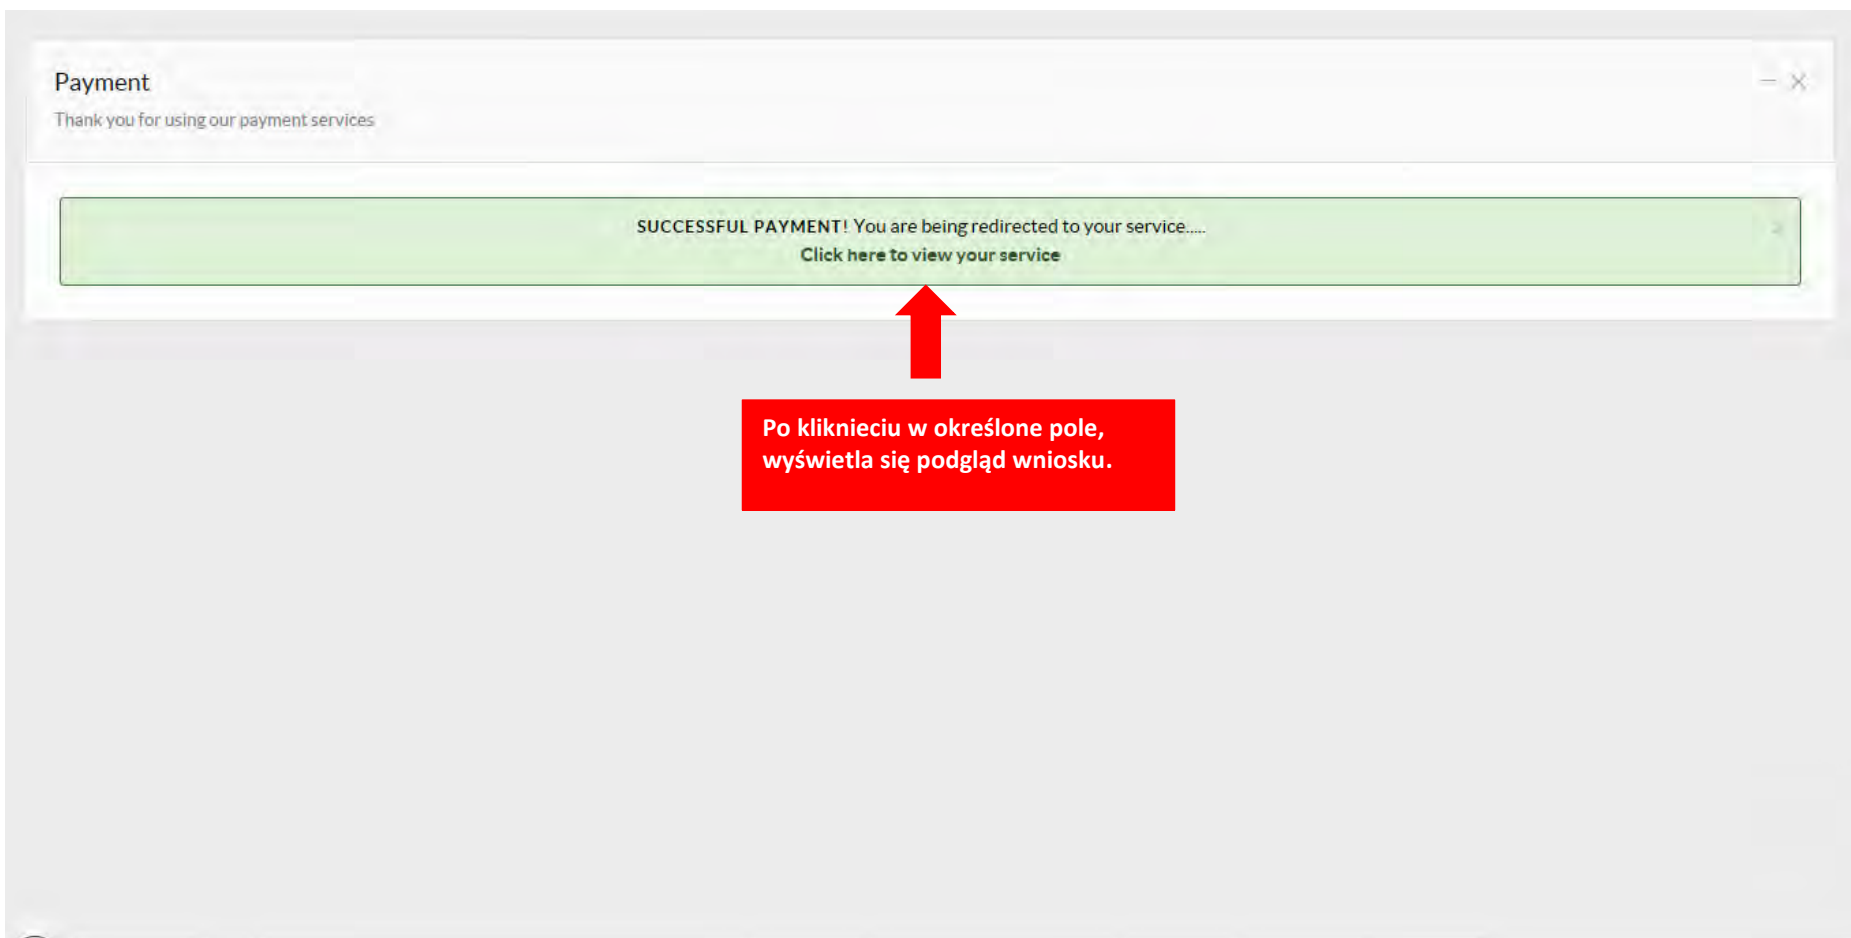 Payment
Thank you for using our payment services
SUCCESSFUL PAYMENT! You are being redirected to your service.....
Click here to view your service
Po kliknieciu w określone pole,
wyświetla się podgląd wniosku.